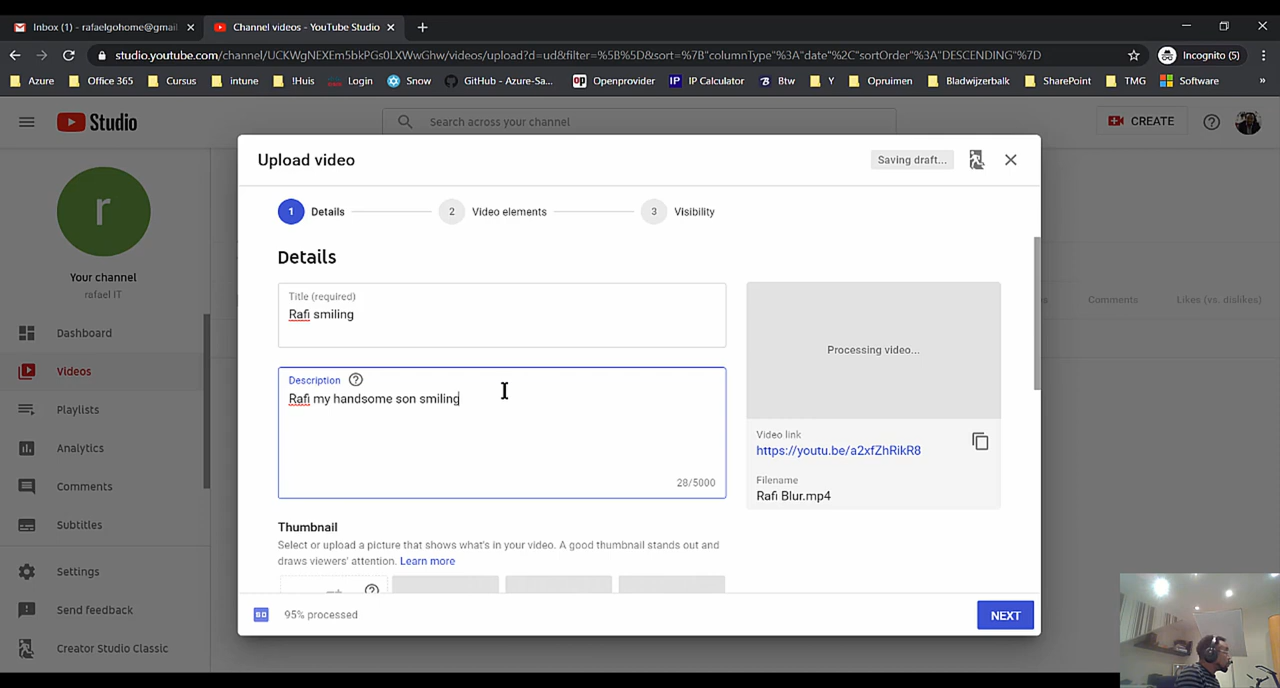 Inbox (1) - rafaelgohome@gmail
Channel videos - YouTube Studio
studio.youtube.com/channel/UCKWgNEXEm5bkPGs0LXWwGhw/videos/upload?d=ud&filter=%5B%5D&sort=%7B"columnType"%3A"date"%2C"sortOrder"%3A"DESCENDING"%7D
Incognito (5)
Azure
Office 365
Cursus
intune
!Huis
Login
Snow
GitHub - Azure-Sa...
Openprovider
IP Calculator
Btw
Y
Opruimen
Bladwijzerbalk
SharePoint
TMG
Software
»
Studio
Search across your channel
CREATE
r
Your channel
rafael IT
Dashboard
Videos
Playlists
Analytics
Comments
Subtitles
Settings
Send feedback
Creator Studio Classic
Upload video
Saving draft...
1 Details
2 Video elements
3 Visibility
Details
Title (required)
Rafi smiling
Description
Rafi my handsome son smiling
28/5000
Processing video...
Video link
https://youtu.be/a2xfZhRikR8
Filename
Rafi Blur.mp4
Thumbnail
Select or upload a picture that shows what's in your video. A good thumbnail stands out and
draws viewers' attention. Learn more
SD
95% processed
NEXT
Comments
Likes (vs. dislikes)